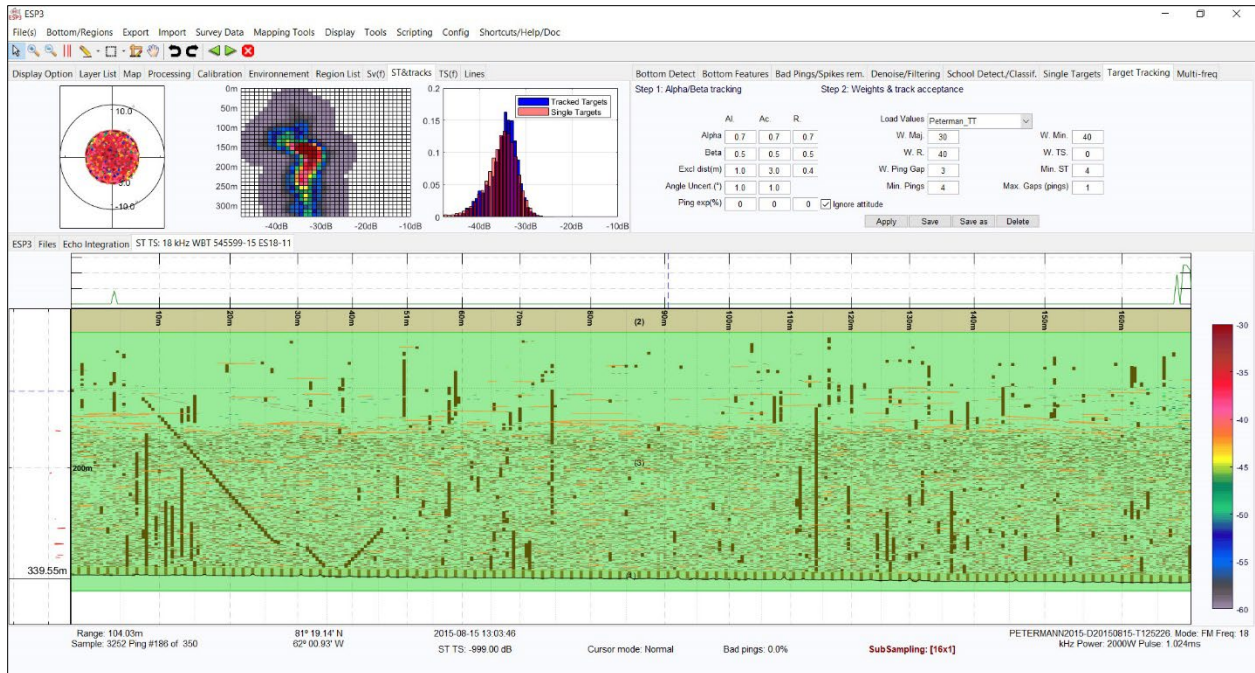 ESP3
File(s) Bottom/Regions Export Import Survey Data Mapping Tools Display Tools Scripting Config Shortcuts/Help/Doc
Display Option Layer List Map Processing Calibration Environnement Region List Sv(f) ST&tracks TS(f) Lines
Bottom Detect Bottom Features Bad Pings/Spikes rem. Denoise/Filtering School Detect./Classif. Single Targets Target Tracking Multi-freq
10.0
5.0
-10.0
0m
50m
100m
150m
200m
250m
300m
-40dB -30dB -20dB -10dB
0.2
0.15
0.1
0.05
0
-40dB -30dB -20dB -10dB
Tracked Targets
Single Targets
Step 1: Alpha/Beta tracking
Al. Ac. R.
Alpha 0.7 0.7 0.7
Beta 0.5 0.5 0.5
Excl dist(m) 1.0 3.0 0.4
Angle Uncert.(°) 1.0 1.0
Ping exp(%) 0 0 0 Ignore attitude
Step 2: Weights & track acceptance
Load Values Peterman_TT
W. Maj. 30 W. Min. 40
W. R. 40 W. TS. 0
W. Ping Gap 3 Min. ST 4
Min. Pings 4 Max. Gaps (pings) 1
Apply Save Save as Delete
ESP3 Files Echo Integration ST TS: 18 kHz WBT 545599-15 ES18-11
10m 20m 30m 40m 51m 60m 70m 80m 90m 100m 110m 120m 130m 140m 150m 160m
(2)
(3)
200m
339.55m
-30
-35
-40
-45
-50
-55
-60
Range: 104.03m
Sample: 3252 Ping #186 of 350
81° 19.14' N
62° 00.93' W
2015-08-15 13:03:46
ST TS: -999.00 dB
Cursor mode: Normal
Bad pings: 0.0%
SubSampling: [16x1]
PETERMANN2015-D20150815-T125226. Mode: FM Freq: 18
kHz Power: 2000W Pulse: 1.024ms